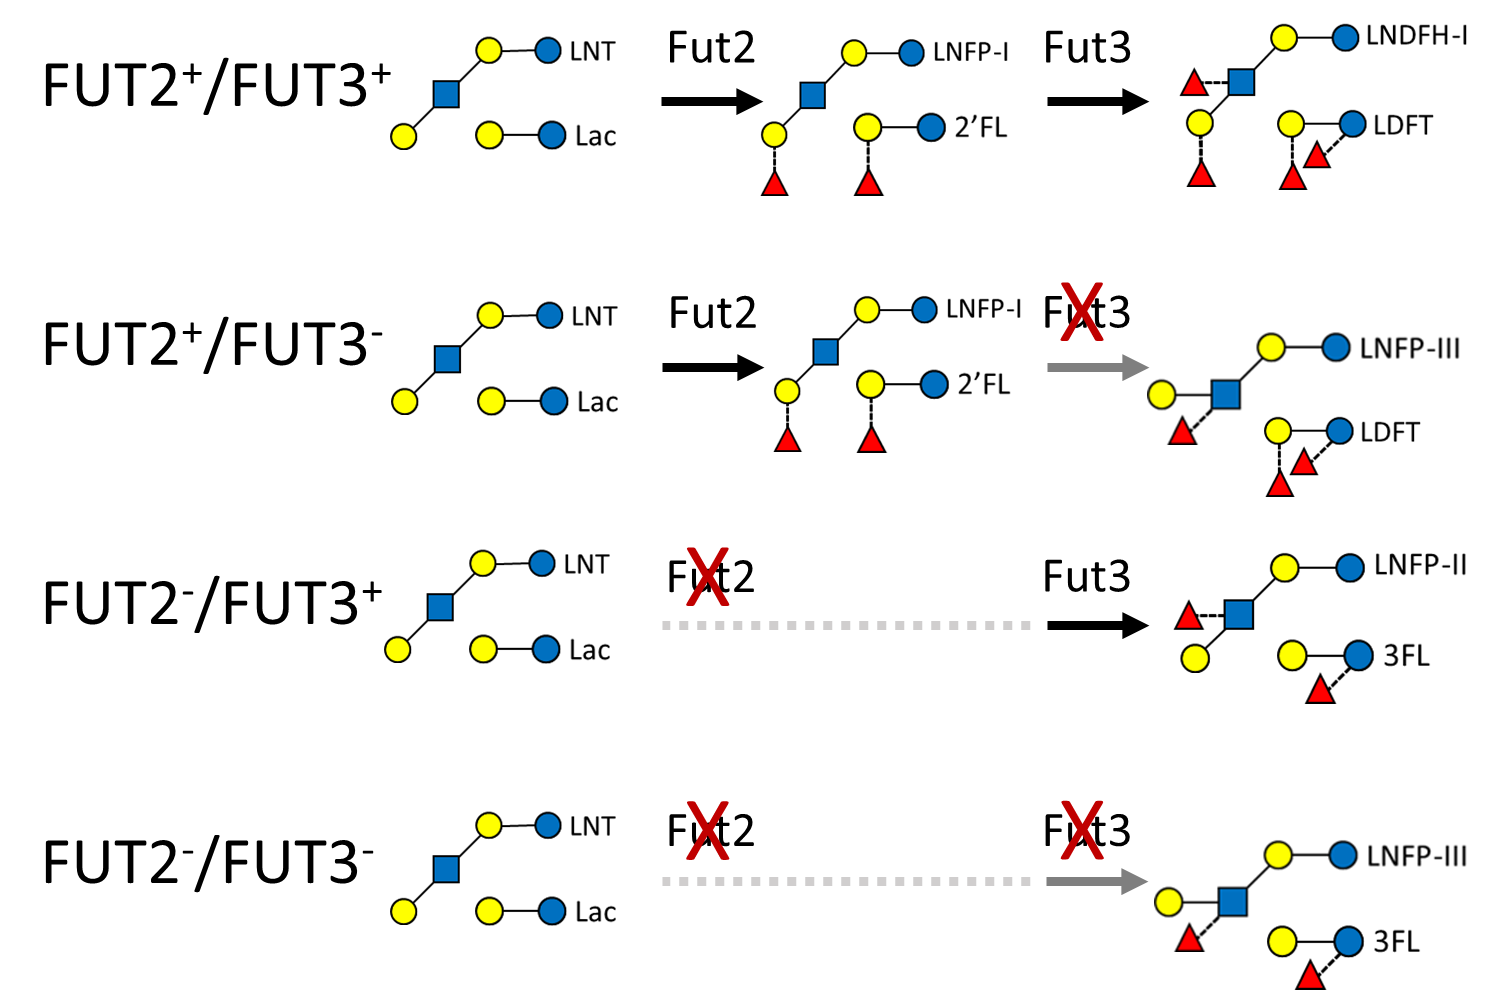 FUT2⁺/FUT3⁺ LNT Lac Fut2 LNFP-I 2’FL Fut3 LNDFH-I LDFT
FUT2⁺/FUT3⁻ LNT Lac Fut2 LNFP-I 2’FL Fut3 LNFP-III LDFT
FUT2⁻/FUT3⁺ LNT Lac Fut2 Fut3 LNFP-II 3FL
FUT2⁻/FUT3⁻ LNT Lac Fut2 Fut3 LNFP-III 3FL